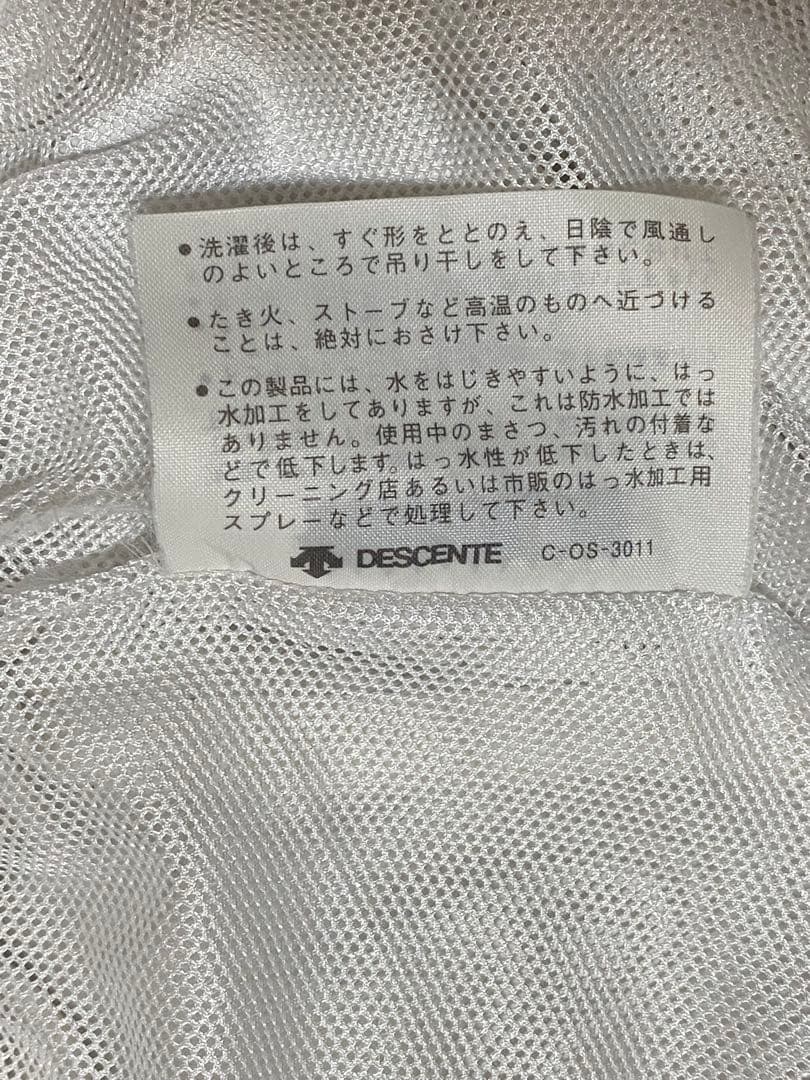 ●洗濯後は、すぐ形をととのえ、日陰で風通し
のよいところで吊り干しをして下さい。
●たき火、ストーブなど高温のものへ近づける
ことは、絶対におさけ下さい。
●この製品には、水をはじきやすいように、はっ
水加工をしてありますが、これは防水加工では
ありません。使用中のまさつ、汚れの付着な
どで低下します。はっ水性が低下したときは、
クリーニング店あるいは市販のはっ水加工用
スプレーなどで処理して下さい。
DESCENTE C-OS-3011